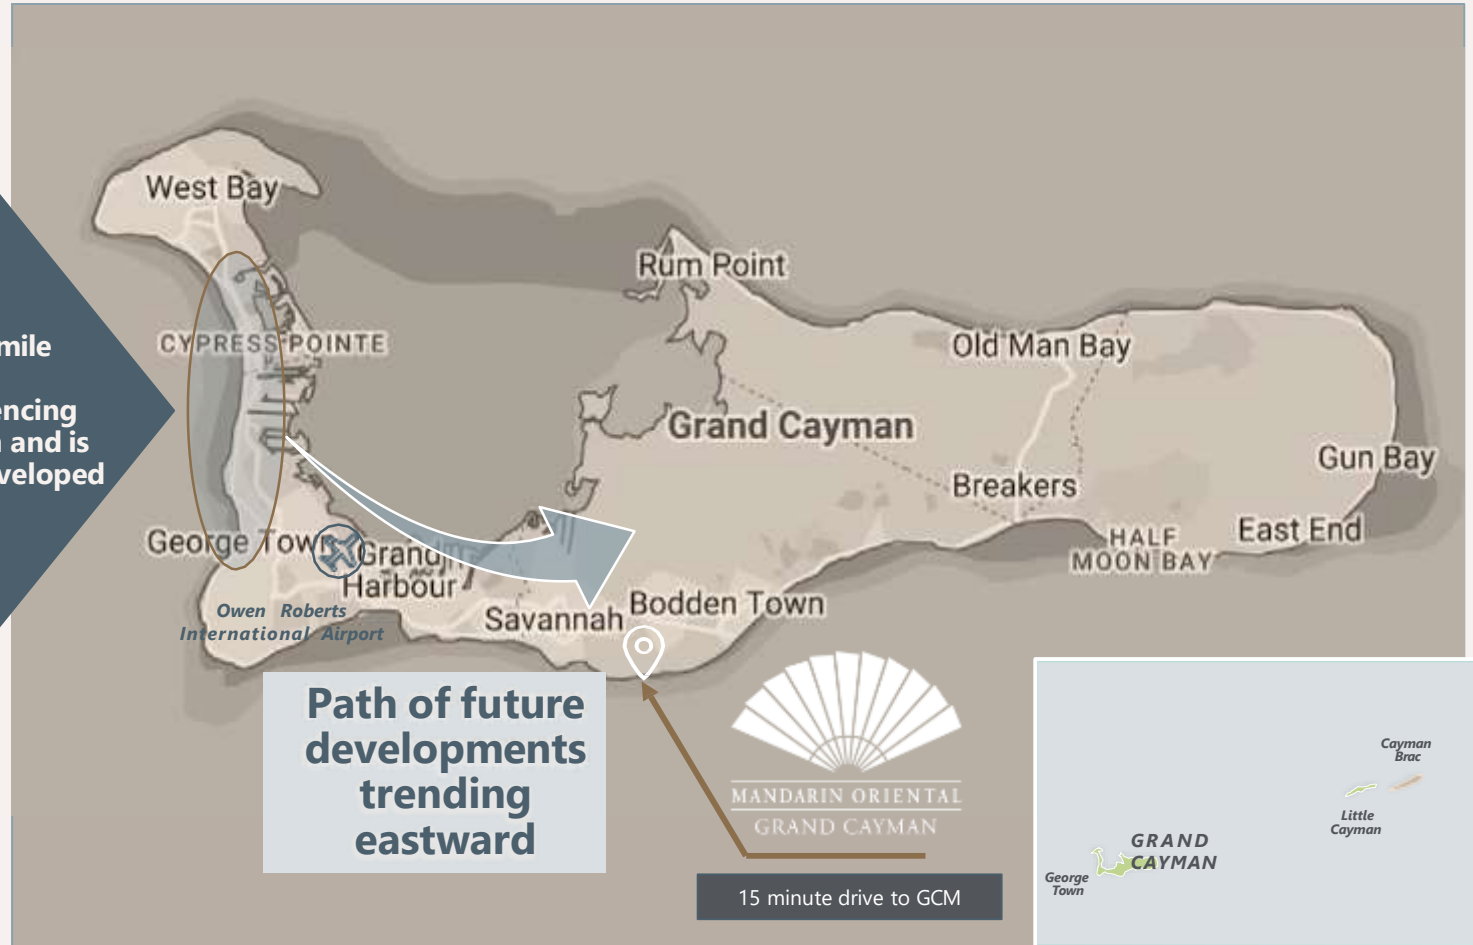 West Bay
Rum Point
mile
CYPRESS POINTE
Old Man Bay
encing
and is
veloped
Grand Cayman
Gun Bay
Breakers
George Town
Grand
Harbour
HALF
MOON BAY
East End
Owen Roberts
International Airport
Savannah
Bodden Town
Path of future
developments
trending
eastward
MANDARIN ORIENTAL
GRAND CAYMAN
15 minute drive to GCM
Cayman
Brac
Little
Cayman
GRAND
CAYMAN
George
Town